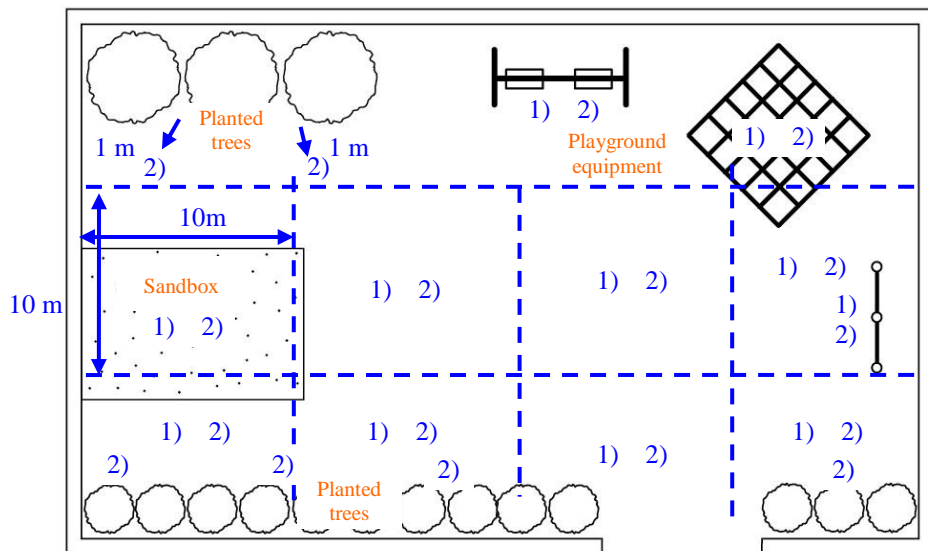 1) 2)
Planted
trees
Playground
equipment
1) 2)
1 m
2)
2)
1 m
10m
Sandbox
1) 2)
10 m
1) 2)
1) 2)
1) 2)
1)
2)
1) 2)
1) 2)
1) 2)
1) 2)
2)
2)
2)
2)
Planted
trees